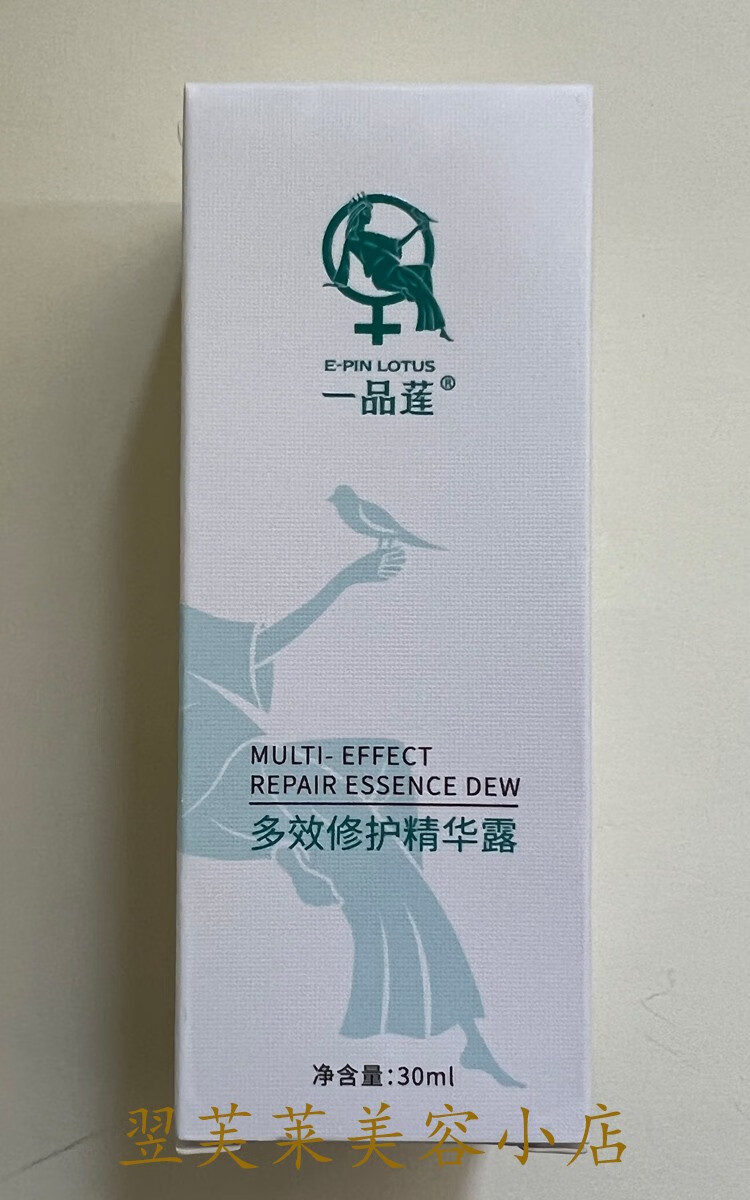 E-PIN LOTUS
一品莲®
MULTI- EFFECT
REPAIR ESSENCE DEW
多效修护精华露
净含量:30ml
翌芙莱美容小店